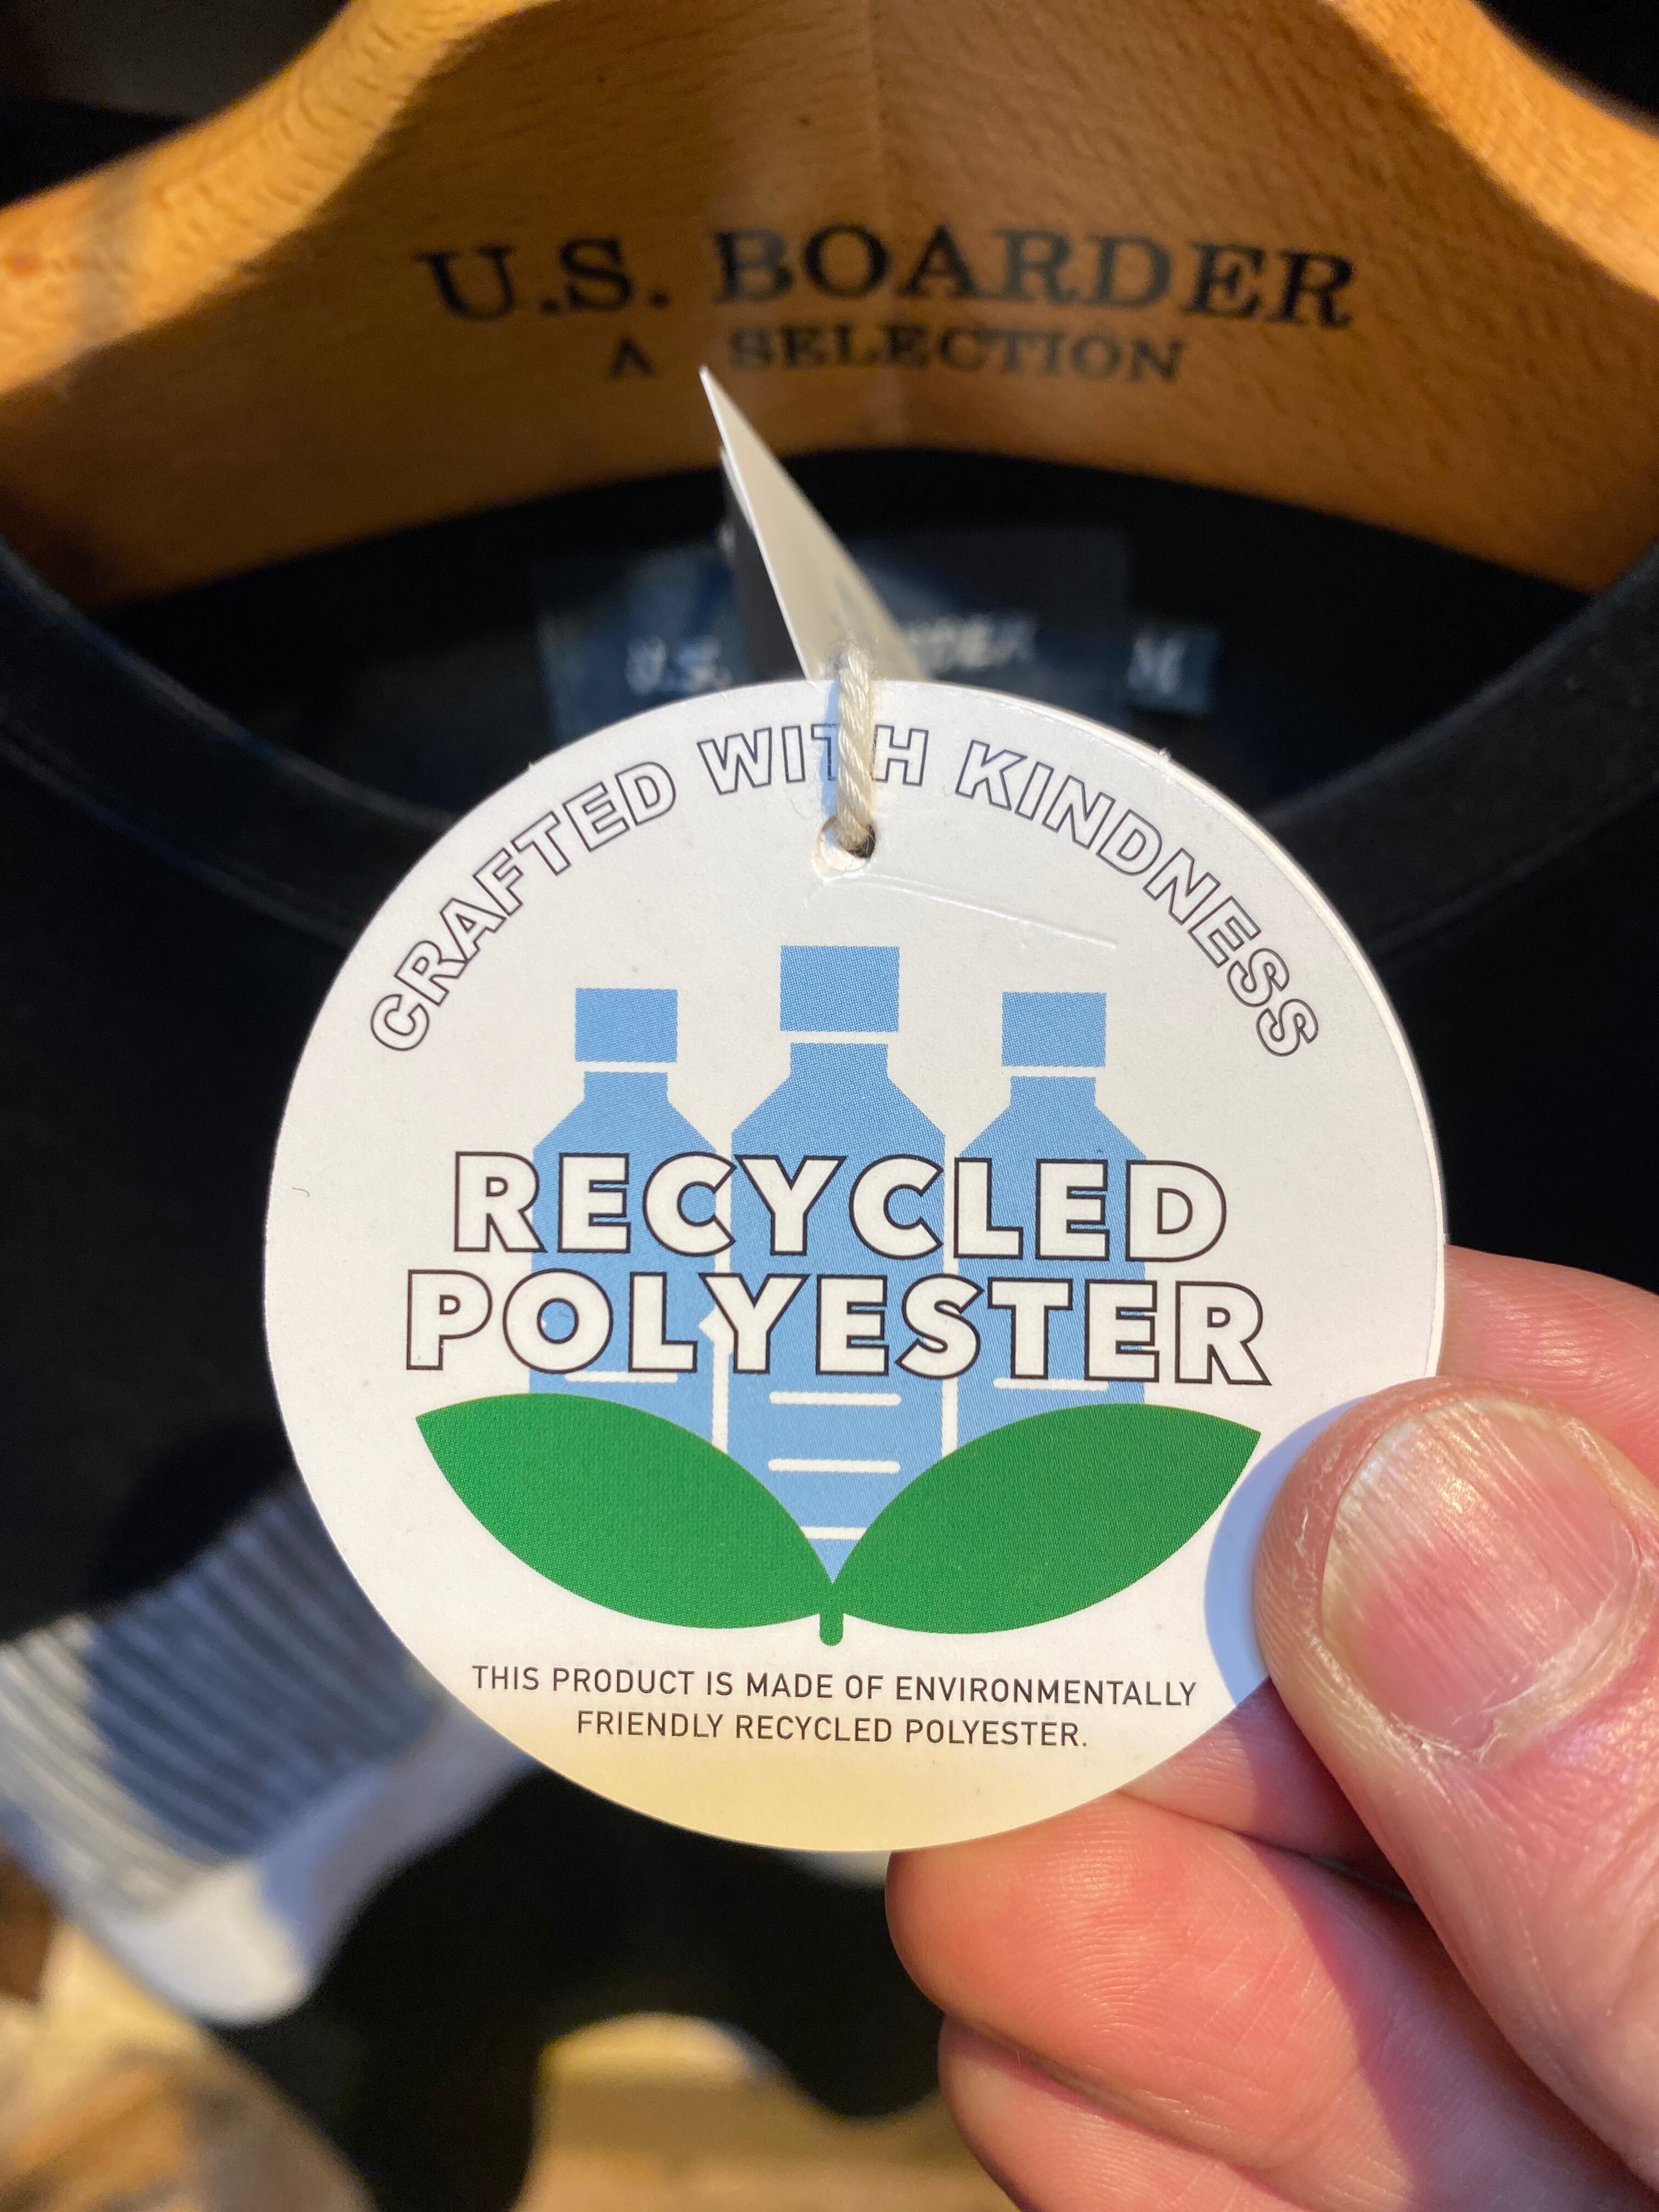 U.S. BOARDER
A SELECTION
U.S.
M
CRAFTED WITH KINDNESS
RECYCLED
POLYESTER
THIS PRODUCT IS MADE OF ENVIRONMENTALLY
FRIENDLY RECYCLED POLYESTER.